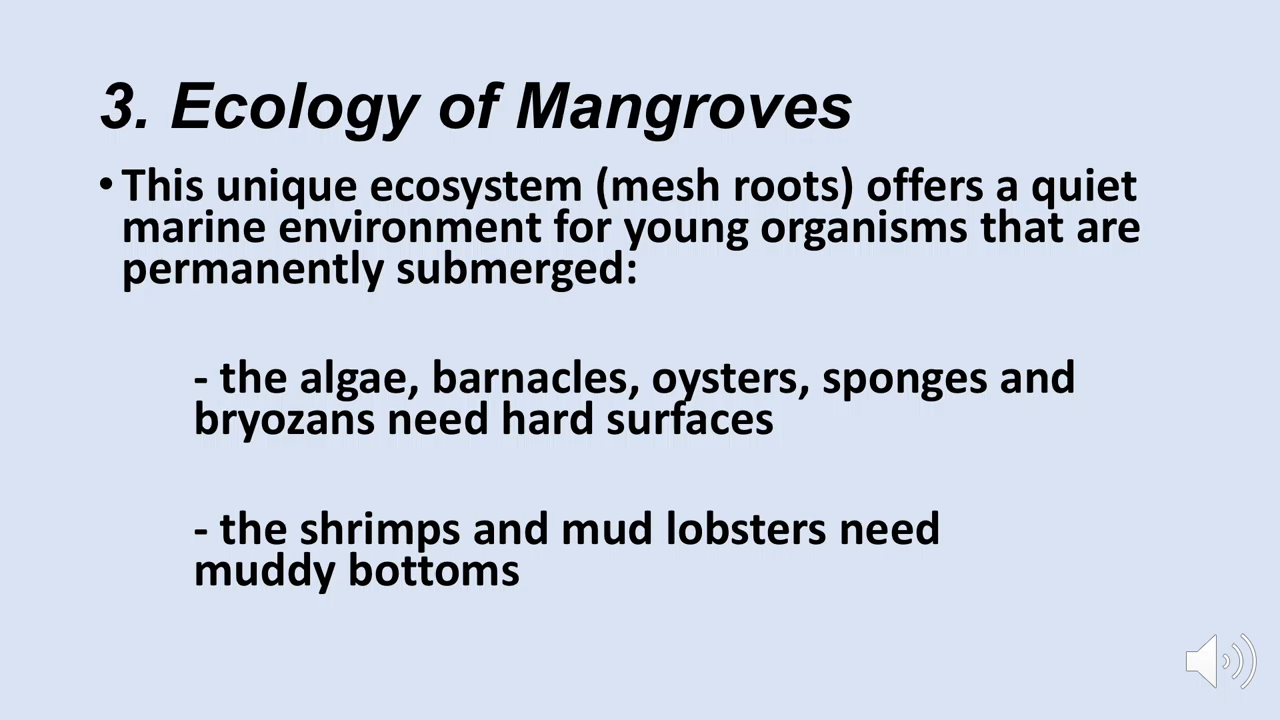 3. Ecology of Mangroves
• This unique ecosystem (mesh roots) offers a quiet
marine environment for young organisms that are
permanently submerged:
- the algae, barnacles, oysters, sponges and
bryozans need hard surfaces
- the shrimps and mud lobsters need
muddy bottoms